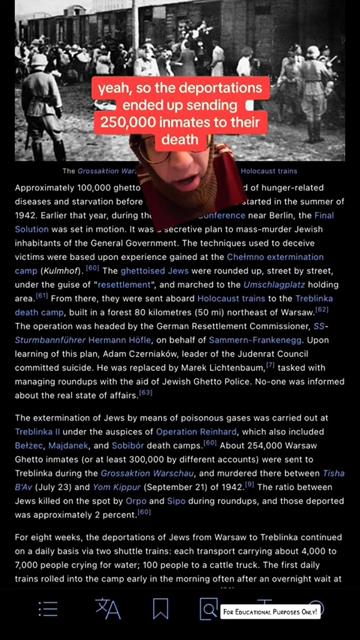 yeah, so the deportations
ended up sending
250,000 inmates to their
death
The Grossaktion War
Holocaust trains
Approximately 100,000 ghetto
d of hunger-related
diseases and starvation before
started in the summer of
1942. Earlier that year, during the
Conference near Berlin, the Final
Solution was set in motion. It was
secretive plan to mass-murder Jewish
inhabitants of the General Government. The techniques used to deceive
victims were based upon experience gained at the Chełmno extermination
camp (Kulmhof).[60] The ghettoised Jews were rounded up, street by street,
under the guise of "resettlement", and marched to the Umschlagplatz holding
area.[61] From there, they were sent aboard Holocaust trains to the Treblinka
death camp, built in a forest 80 kilometres (50 mi) northeast of Warsaw.[62]
The operation was headed by the German Resettlement Commissioner, SS-
Sturmbannführer Hermann Höfle, on behalf of Sammern-Frankenegg. Upon
learning of this plan, Adam Czerniaków, leader of the Judenrat Council
committed suicide. He was replaced by Marek Lichtenbaum,[7] tasked with
managing roundups with the aid of Jewish Ghetto Police. No-one was informed
about the real state of affairs.[63]
The extermination of Jews by means of poisonous gases was carried out at
Treblinka II under the auspices of Operation Reinhard, which also included
Bełżec, Majdanek, and Sobibór death camps.[60] About 254,000 Warsaw
Ghetto inmates (or at least 300,000 by different accounts) were sent to
Treblinka during the Grossaktion Warschau, and murdered there between Tisha
B'Av (July 23) and Yom Kippur (September 21) of 1942.[9] The ratio between
Jews killed on the spot by Orpo and Sipo during roundups, and those deported
was approximately 2 percent.[60]
For eight weeks, the deportations of Jews from Warsaw to Treblinka continued
on a daily basis via two shuttle trains: each transport carrying about 4,000 to
7,000 people crying for water; 100 people to a cattle truck. The first daily
trains rolled into the camp early in the morning often after an overnight wait at
For Educational Purposes Only!